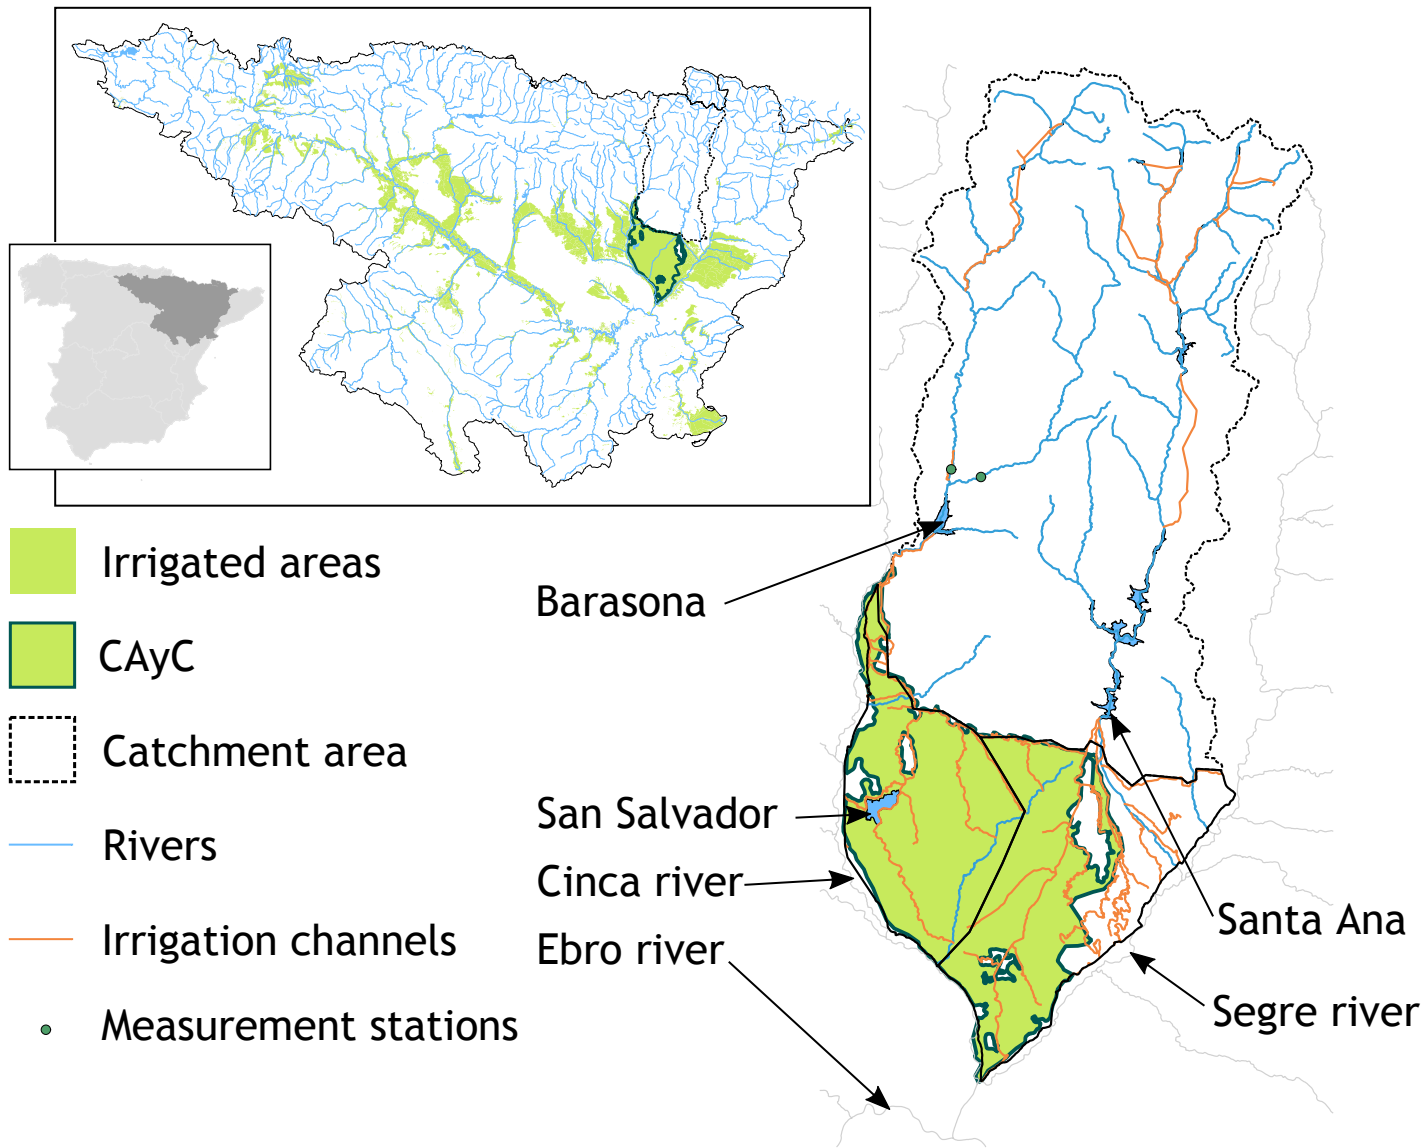 Irrigated areas
CAyC
Catchment area
Rivers
Irrigation channels
Measurement stations
Barasona
San Salvador
Cinca river
Ebro river
Santa Ana
Segre river